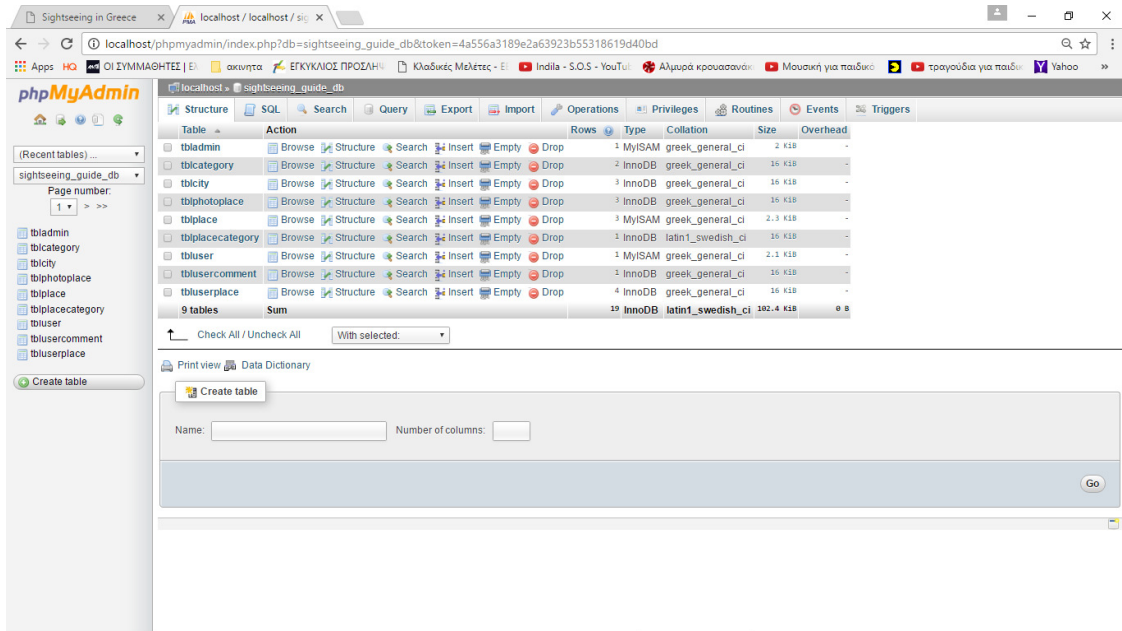 Sightseeing in Greece
localhost / localhost / sig
localhost/phpmyadmin/index.php?db=sightseeing_guide_db&token=4a556a3189e2a63923b55318619d40bd
Apps HQ ΟΙ ΣΥΜΜΑΘΗΤΕΣ | Ελ ακινητα ΕΓΚΥΚΛΙΟΣ ΠΡΟΣΛΗΨ Κλαδικές Μελέτες - Ε Indila - S.O.S - YouTub Αλμυρά κρουασανάκ Μουσική για παιδικό τραγούδια για παιδικ Yahoo »
phpMyAdmin
(Recent tables) ...
sightseeing_guide_db
Page number:
1 > >>
tbladmin
tblcategory
tblcity
tblphotoplace
tblplace
tblplacecategory
tbluser
tblusercomment
tbluserplace
Create table
localhost » sightseeing_guide_db
Structure SQL Search Query Export Import Operations Privileges Routines Events Triggers
Table Action Rows Type Collation Size Overhead
tbladmin Browse Structure Search Insert Empty Drop 1 MyISAM greek_general_ci 2 KiB -
tblcategory Browse Structure Search Insert Empty Drop 2 InnoDB greek_general_ci 16 KiB -
tblcity Browse Structure Search Insert Empty Drop 3 InnoDB greek_general_ci 16 KiB -
tblphotoplace Browse Structure Search Insert Empty Drop 3 InnoDB greek_general_ci 16 KiB -
tblplace Browse Structure Search Insert Empty Drop 3 MyISAM greek_general_ci 2.3 KiB -
tblplacecategory Browse Structure Search Insert Empty Drop 1 InnoDB latin1_swedish_ci 16 KiB -
tbluser Browse Structure Search Insert Empty Drop 1 MyISAM greek_general_ci 2.1 KiB -
tblusercomment Browse Structure Search Insert Empty Drop 1 InnoDB greek_general_ci 16 KiB -
tbluserplace Browse Structure Search Insert Empty Drop 4 InnoDB greek_general_ci 16 KiB -
9 tables Sum 19 InnoDB latin1_swedish_ci 102.4 KiB 0 B
Check All / Uncheck All With selected:
Print view Data Dictionary
Create table
Name: Number of columns:
Go